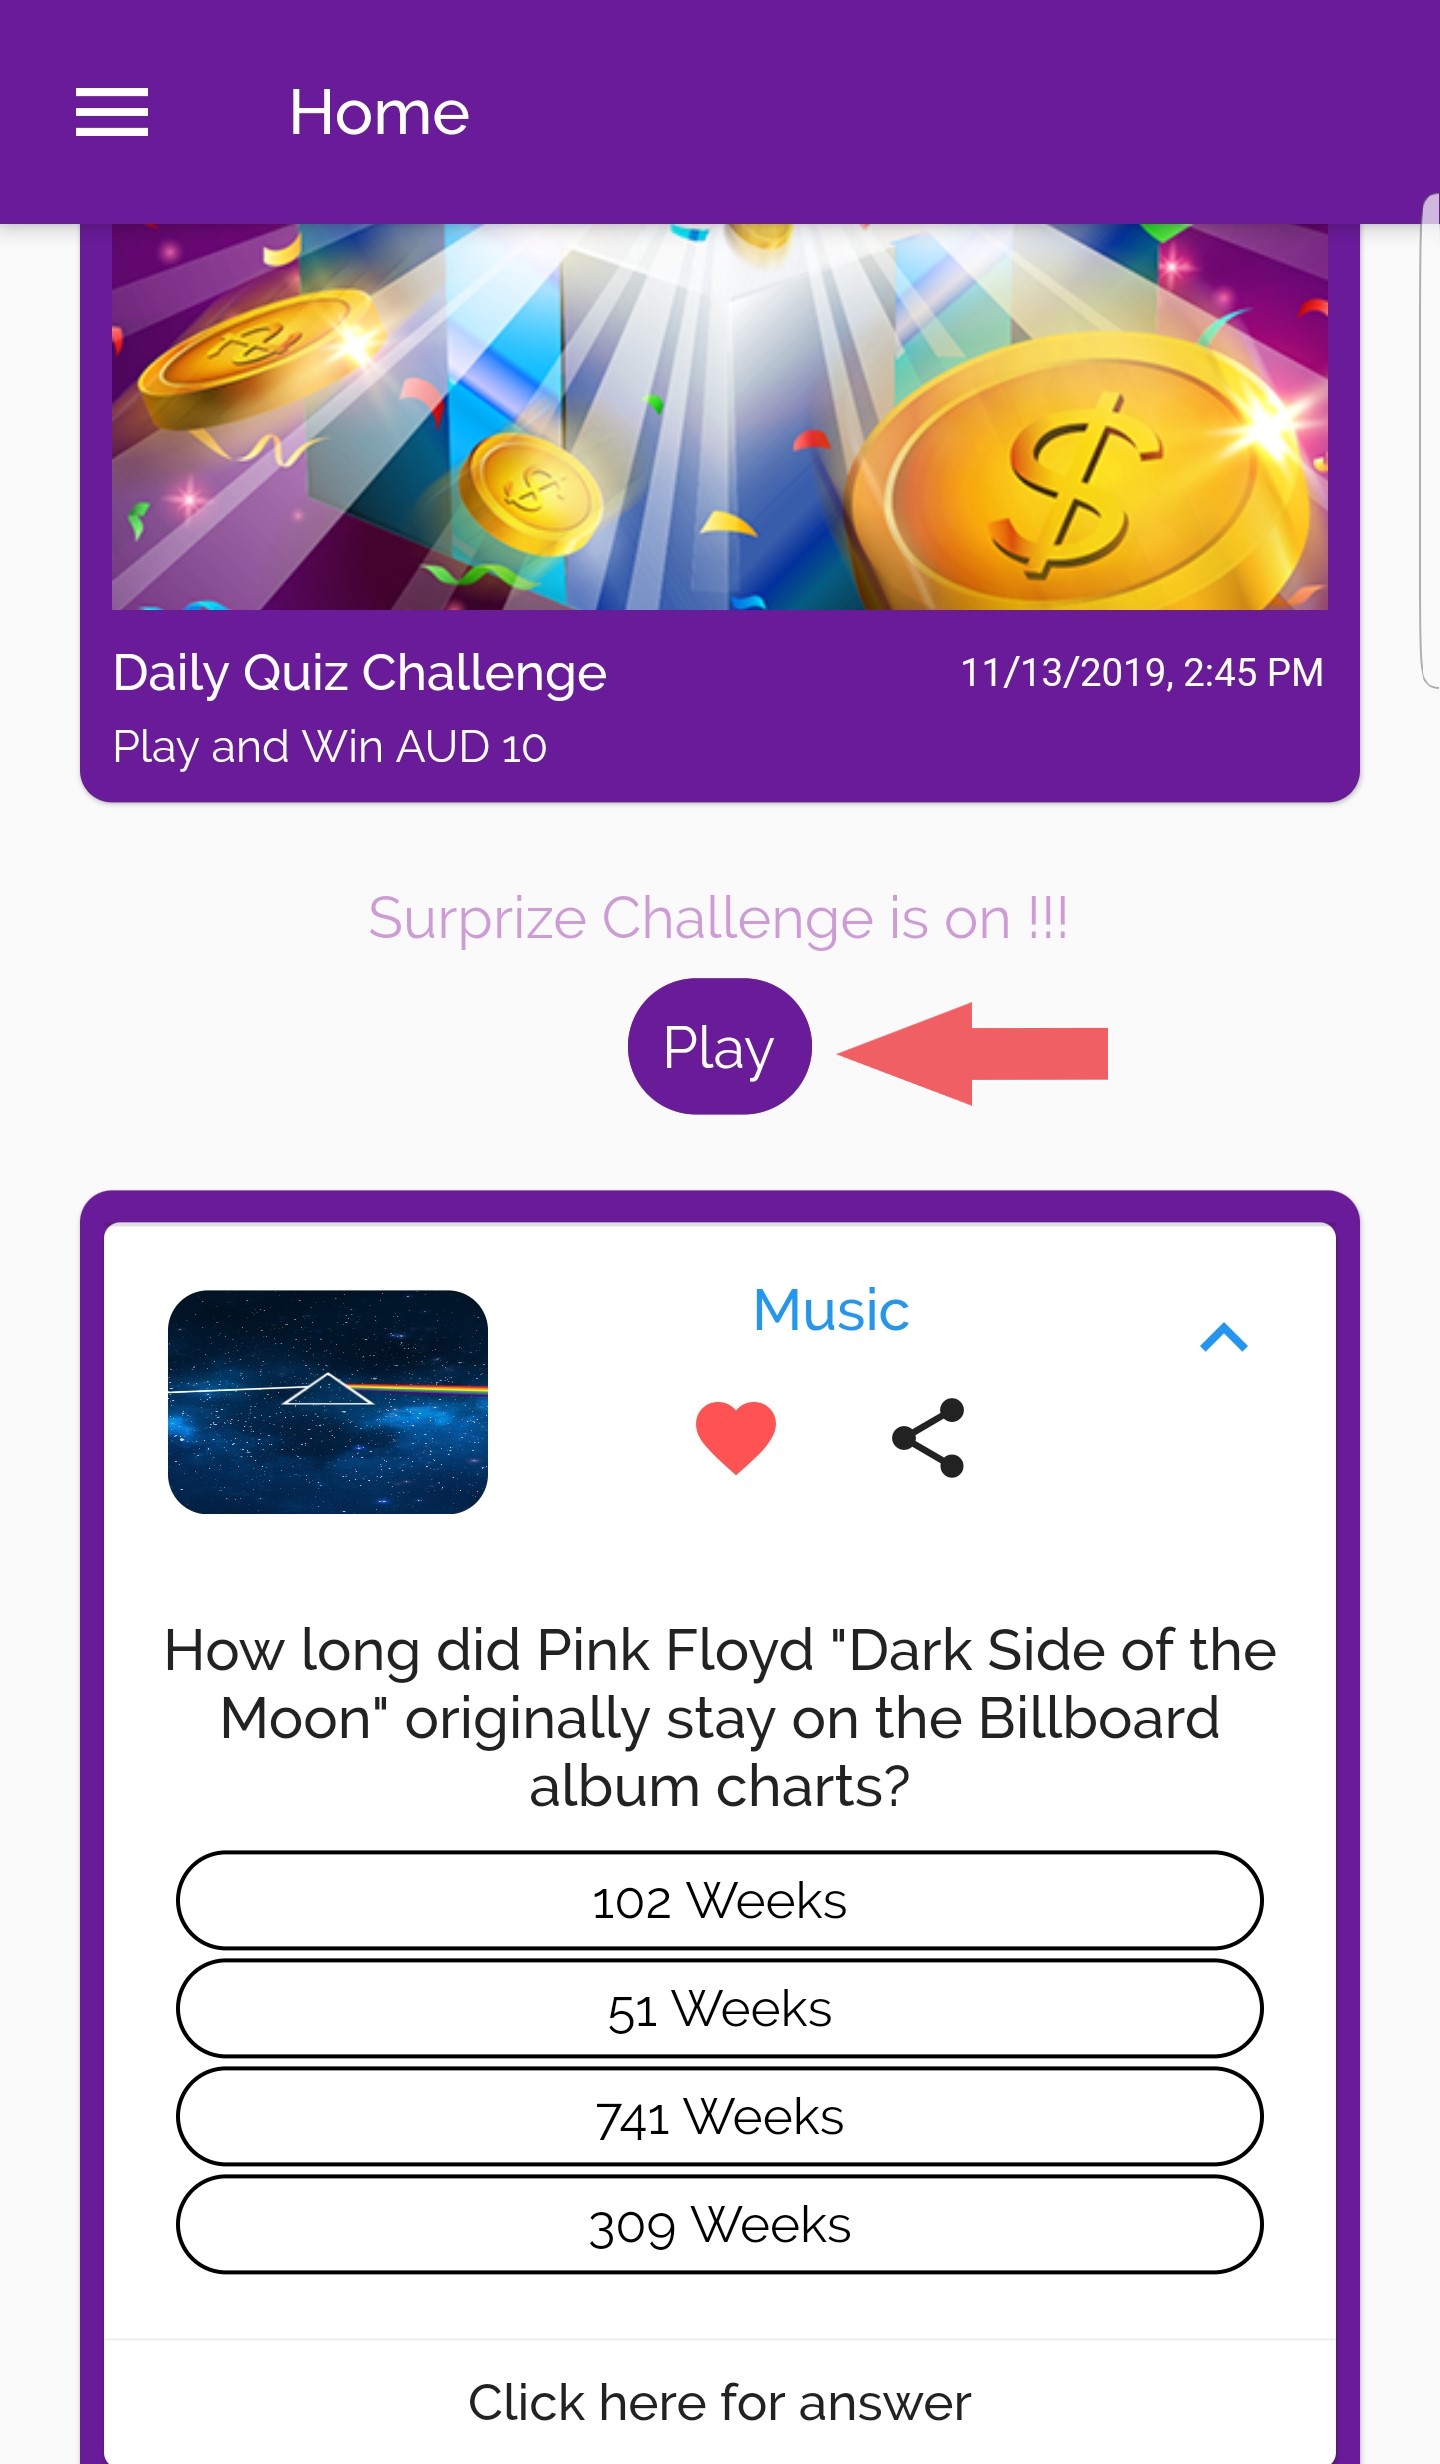 Home
Daily Quiz Challenge
11/13/2019, 2:45 PM
Play and Win AUD 10
Surprize Challenge is on !!!
Play
Music
How long did Pink Floyd "Dark Side of the
Moon" originally stay on the Billboard
album charts?
102 Weeks
51 Weeks
741 Weeks
309 Weeks
Click here for answer